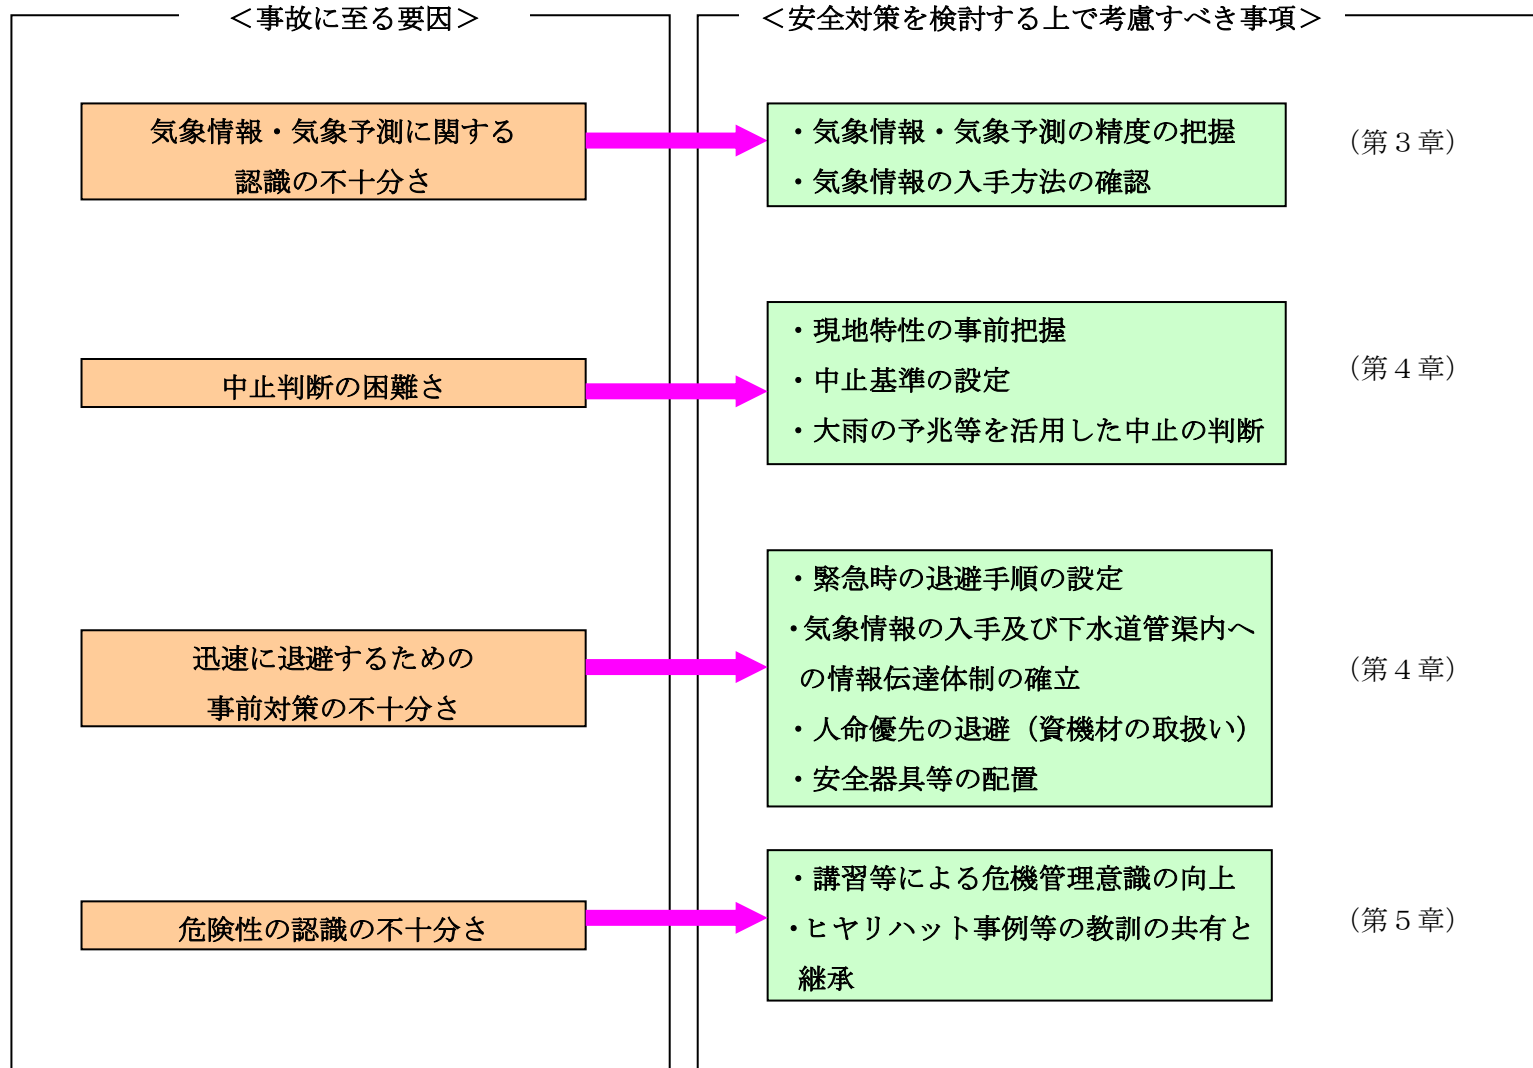 ＜事故に至る要因＞
＜安全対策を検討する上で考慮すべき事項＞
気象情報・気象予測に関する
認識の不十分さ
・気象情報・気象予測の精度の把握
・気象情報の入手方法の確認
（第３章）
中止判断の困難さ
・現地特性の事前把握
・中止基準の設定
・大雨の予兆等を活用した中止の判断
（第４章）
迅速に退避するための
事前対策の不十分さ
・緊急時の退避手順の設定
・気象情報の入手及び下水道管渠内へ
の情報伝達体制の確立
・人命優先の退避（資機材の取扱い）
・安全器具等の配置
（第４章）
危険性の認識の不十分さ
・講習等による危機管理意識の向上
・ヒヤリハット事例等の教訓の共有と
継承
（第５章）